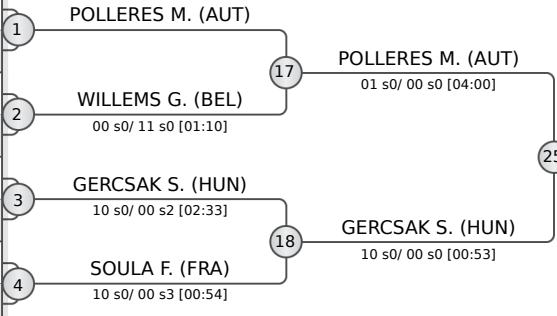 POLLERES M. (AUT)
1
17
POLLERES M. (AUT)
01 s0/ 00 s0 [04:00]
WILLEMS G. (BEL)
2
00 s0/ 11 s0 [01:10]
25
GERCSAK S. (HUN)
3
10 s0/ 00 s2 [02:33]
18
GERCSAK S. (HUN)
10 s0/ 00 s0 [00:53]
SOULA F. (FRA)
4
10 s0/ 00 s3 [00:54]